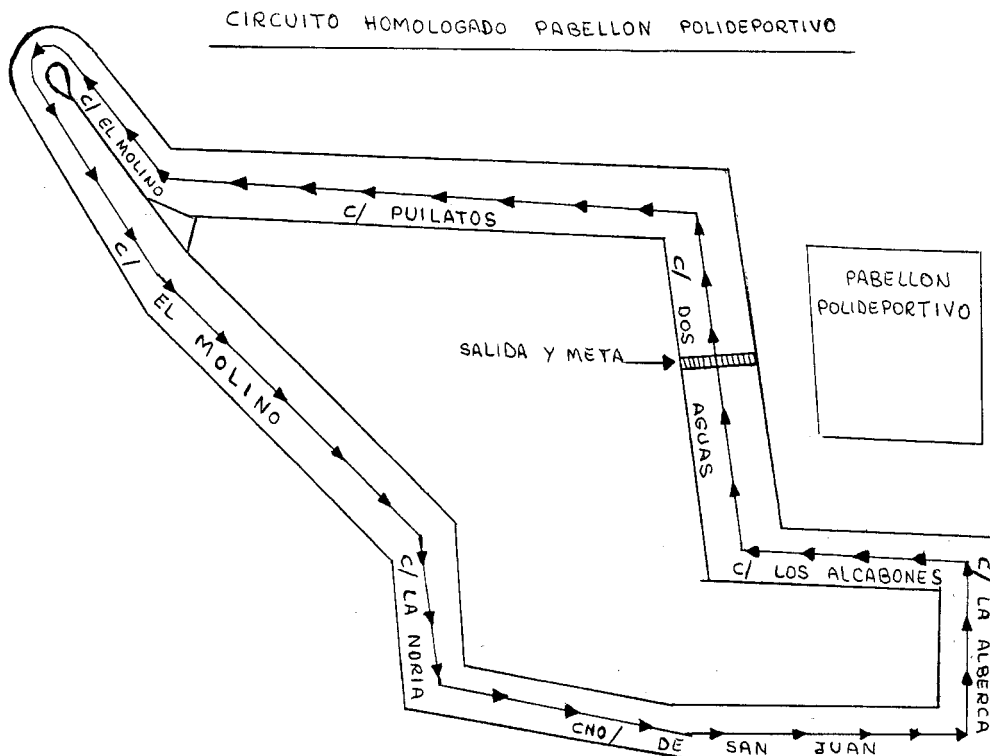 CIRCUITO HOMOLOGADO PABELLON POLIDEPORTIVO
C/ EL MOLINO
C/ PUILATOS
C/ DOS AGUAS
PABELLON
POLIDEPORTIVO
SALIDA Y META
C/ EL MOLINO
C/ LOS ALCABONES
C/ LA NORIA
C/ LA ALBERCA
CNO/ DE SAN JUAN